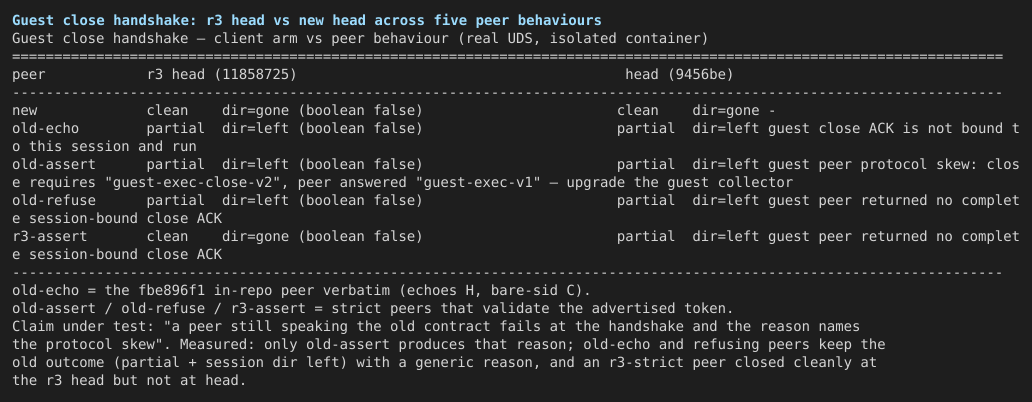 Guest close handshake: r3 head vs new head across five peer behaviours
Guest close handshake — client arm vs peer behaviour (real UDS, isolated container)
========================================================================================================================
peer            r3 head (11858725)                                       head (9456be)
------------------------------------------------------------------------------------------------------------------------
new             clean    dir=gone (boolean false)                       clean    dir=gone -
old-echo        partial  dir=left (boolean false)                       partial  dir=left guest close ACK is not bound t
o this session and run
old-assert      partial  dir=left (boolean false)                       partial  dir=left guest peer protocol skew: clos
e requires "guest-exec-close-v2", peer answered "guest-exec-v1" — upgrade the guest collector
old-refuse      partial  dir=left (boolean false)                       partial  dir=left guest peer returned no complet
e session-bound close ACK
r3-assert       clean    dir=gone (boolean false)                       partial  dir=left guest peer returned no complet
e session-bound close ACK
------------------------------------------------------------------------------------------------------------------------
old-echo = the fbe896f1 in-repo peer verbatim (echoes H, bare-sid C).
old-assert / old-refuse / r3-assert = strict peers that validate the advertised token.
Claim under test: "a peer still speaking the old contract fails at the handshake and the reason names
the protocol skew". Measured: only old-assert produces that reason; old-echo and refusing peers keep the
old outcome (partial + session dir left) with a generic reason, and an r3-strict peer closed cleanly at
the r3 head but not at head.